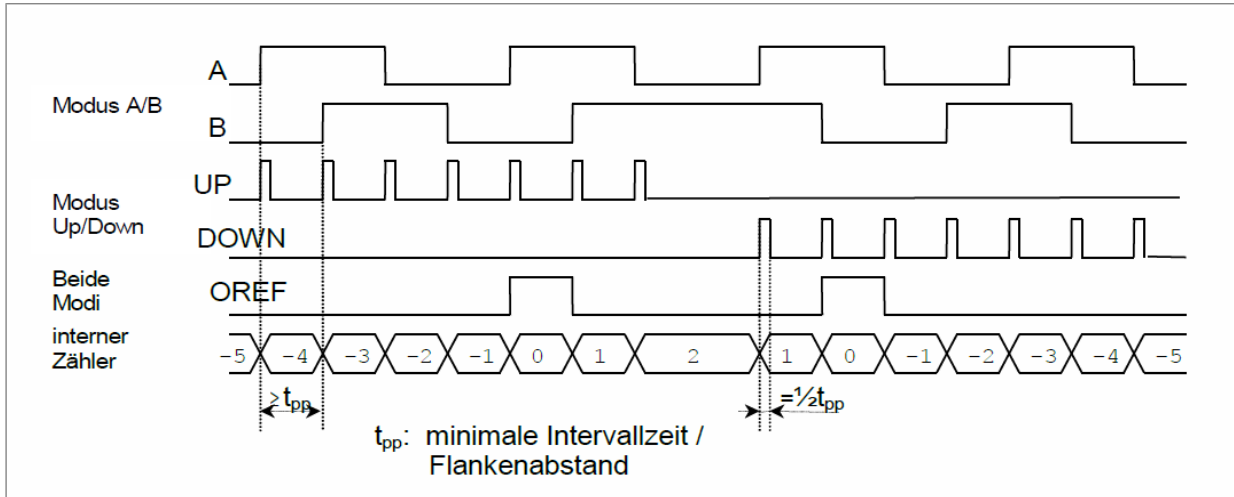 A
Modus A/B
B
UP
Modus
Up/Down
DOWN
Beide
Modi
OREF
interner
Zähler
-5 -4 -3 -2 -1 0 1 2 1 0 -1 -2 -3 -4 -5
≥tpp
=½tpp
tpp: minimale Intervallzeit /
Flankenabstand